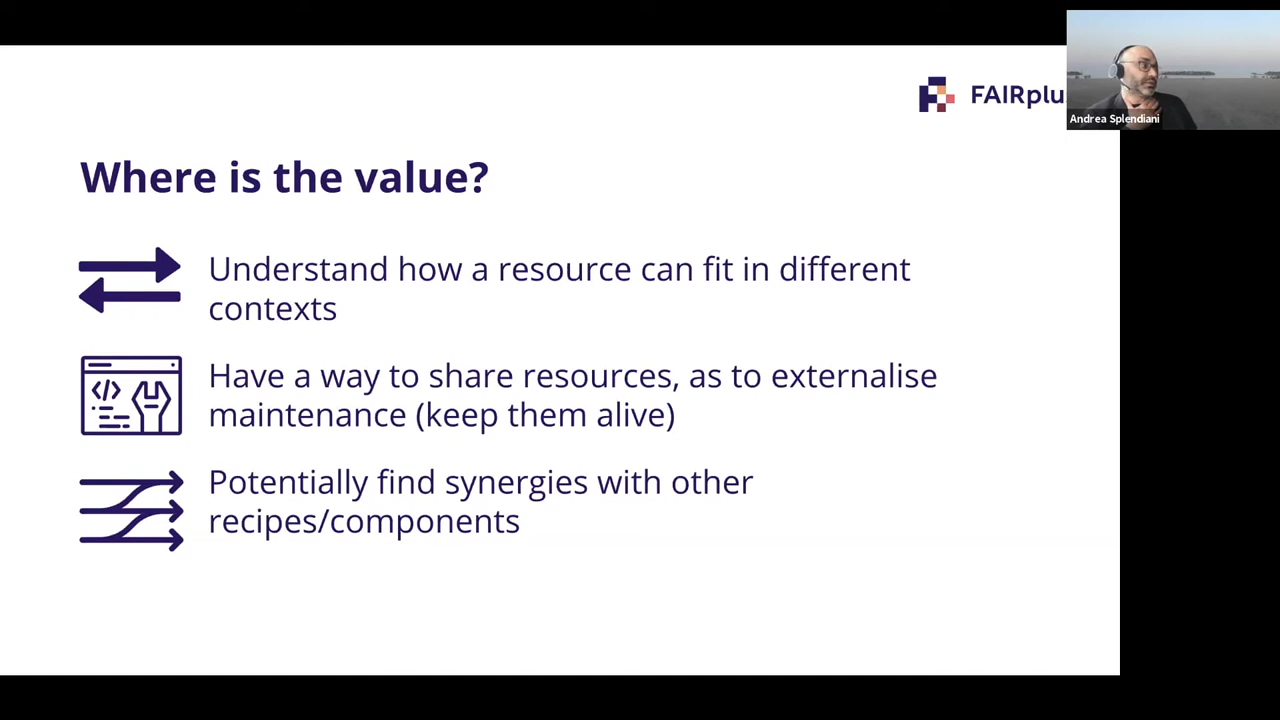 FAIRplu
Andrea Splendiani
Where is the value?
Understand how a resource can fit in different
contexts
Have a way to share resources, as to externalise
maintenance (keep them alive)
Potentially find synergies with other
recipes/components